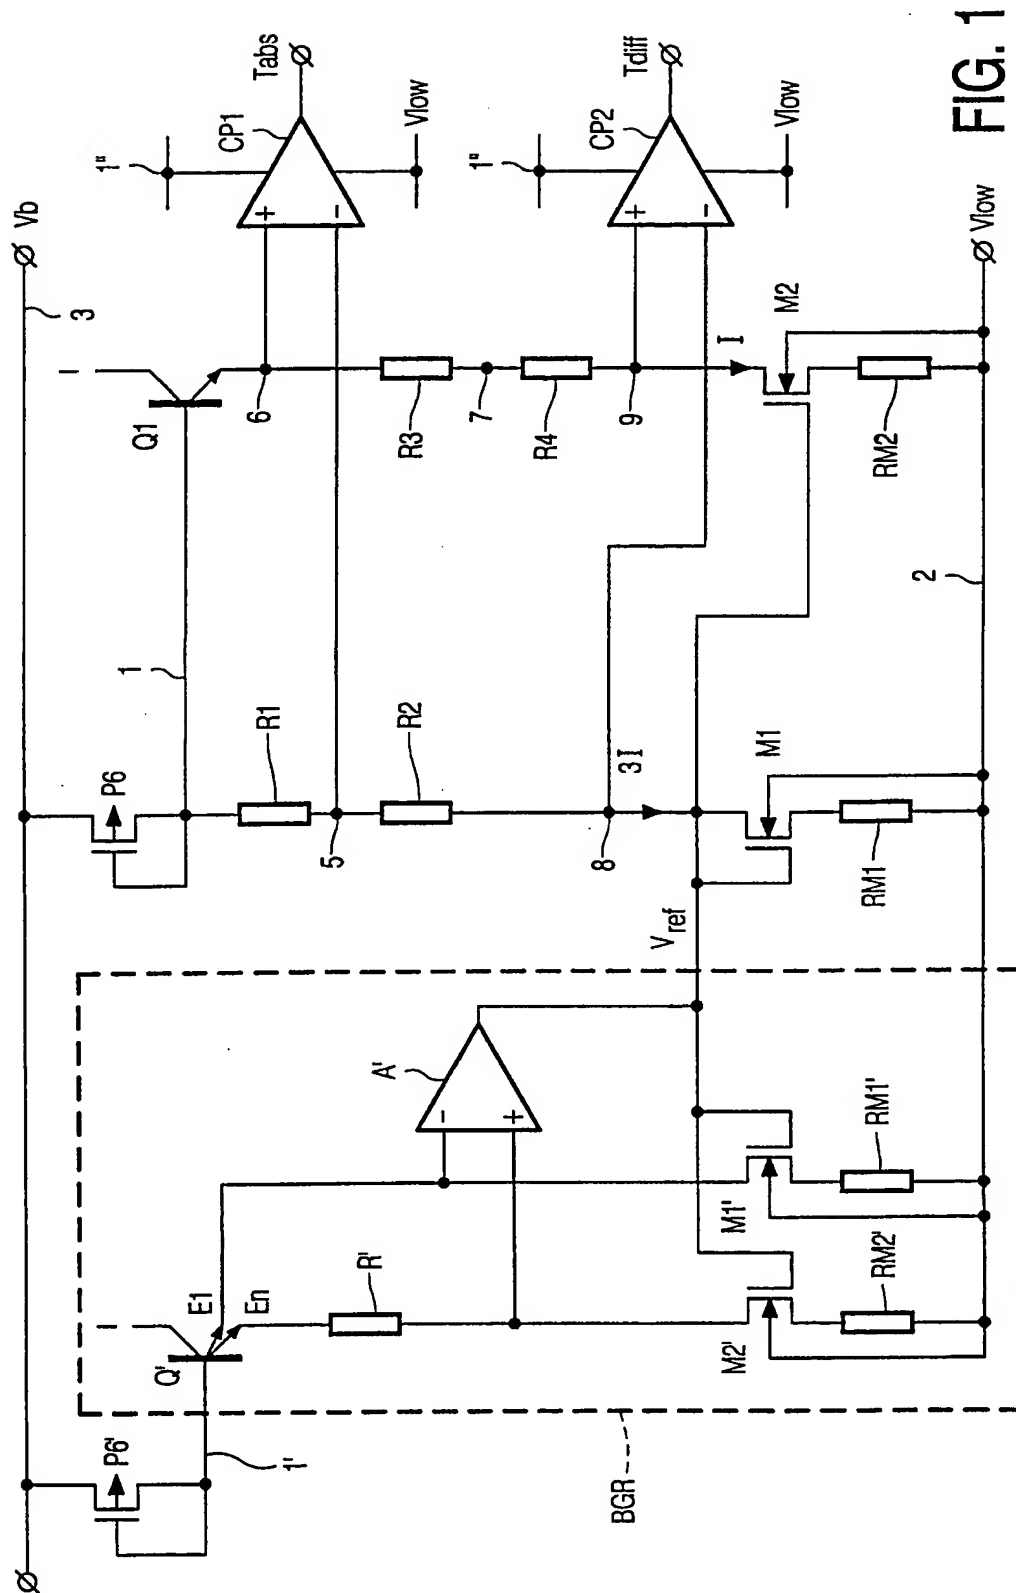 Vb
3
P6'
1'
Q'
E1
En
R'
A'
-
+
M2'
M1'
RM2'
RM1'
BGR
Vref
P6
1
R1
5
R2
8
3I
M1
RM1
Q1
6
R3
7
R4
9
I
M2
RM2
2
Vlow
1"
CP1
+
-
Tabs
Vlow
1"
CP2
+
-
Tdiff
Vlow
FIG. 1